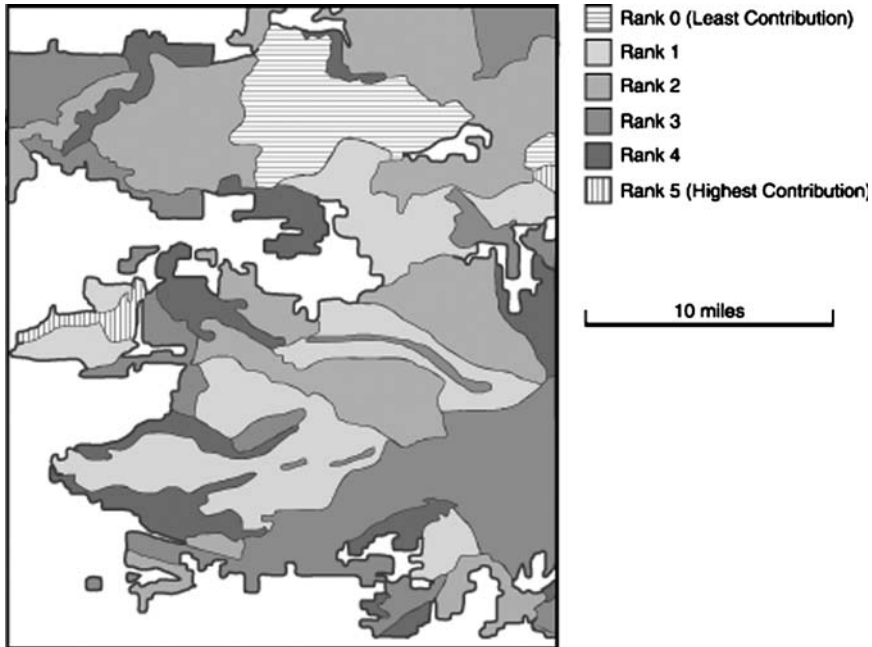 Rank 0 (Least Contribution)
Rank 1
Rank 2
Rank 3
Rank 4
Rank 5 (Highest Contribution)
10 miles